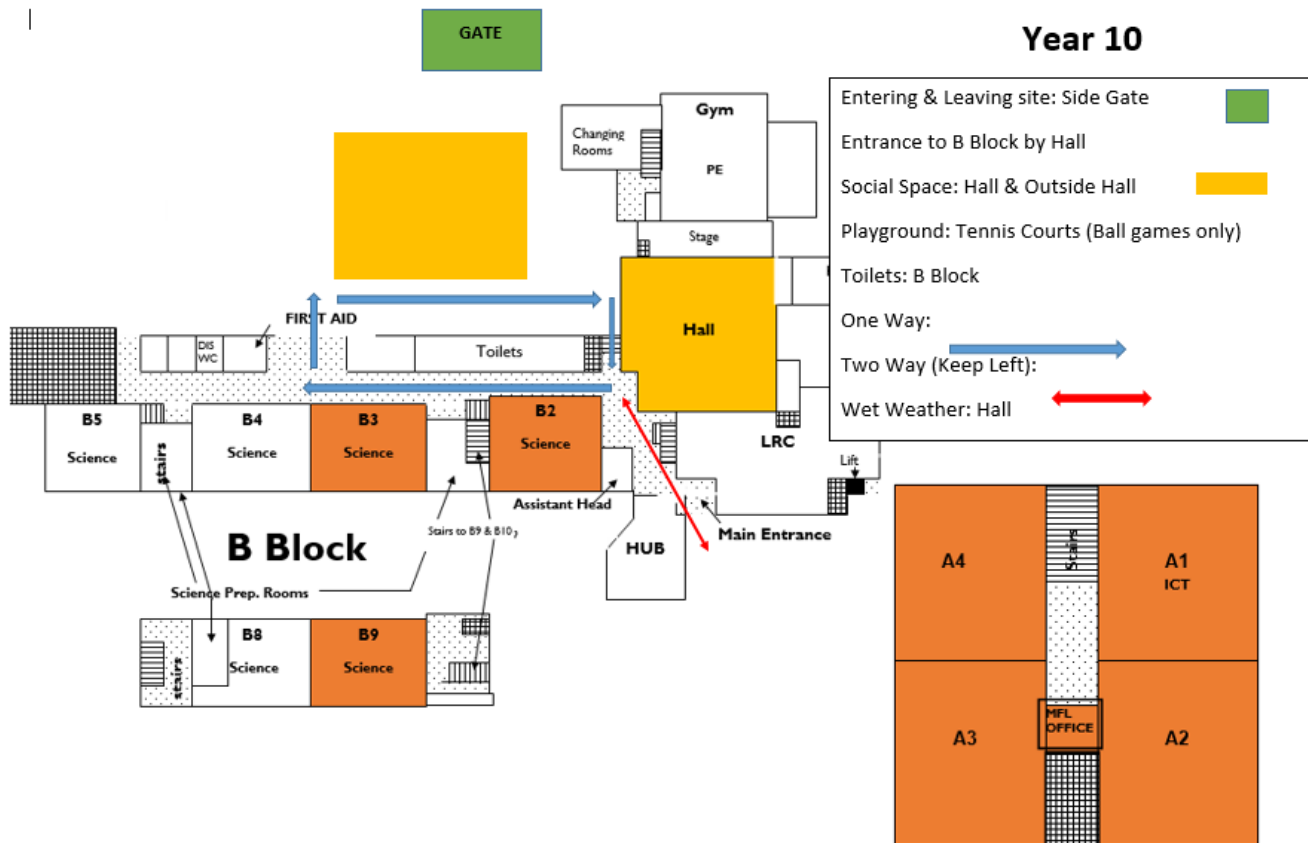 GATE
Year 10
Entering & Leaving site: Side Gate
Entrance to B Block by Hall
Social Space: Hall & Outside Hall
Playground: Tennis Courts (Ball games only)
Toilets: B Block
One Way:
Two Way (Keep Left):
Wet Weather: Hall
Gym
Changing
Rooms
PE
Stage
Hall
FIRST AID
DIS
WC
Toilets
B5
Science
stairs
B4
Science
B3
Science
B2
Science
LRC
Lift
Assistant Head
Main Entrance
HUB
Stairs to B9 & B10
B Block
Science Prep. Rooms
stairs
B8
Science
B9
Science
A4
Stairs
A1
ICT
A3
MFL
OFFICE
A2